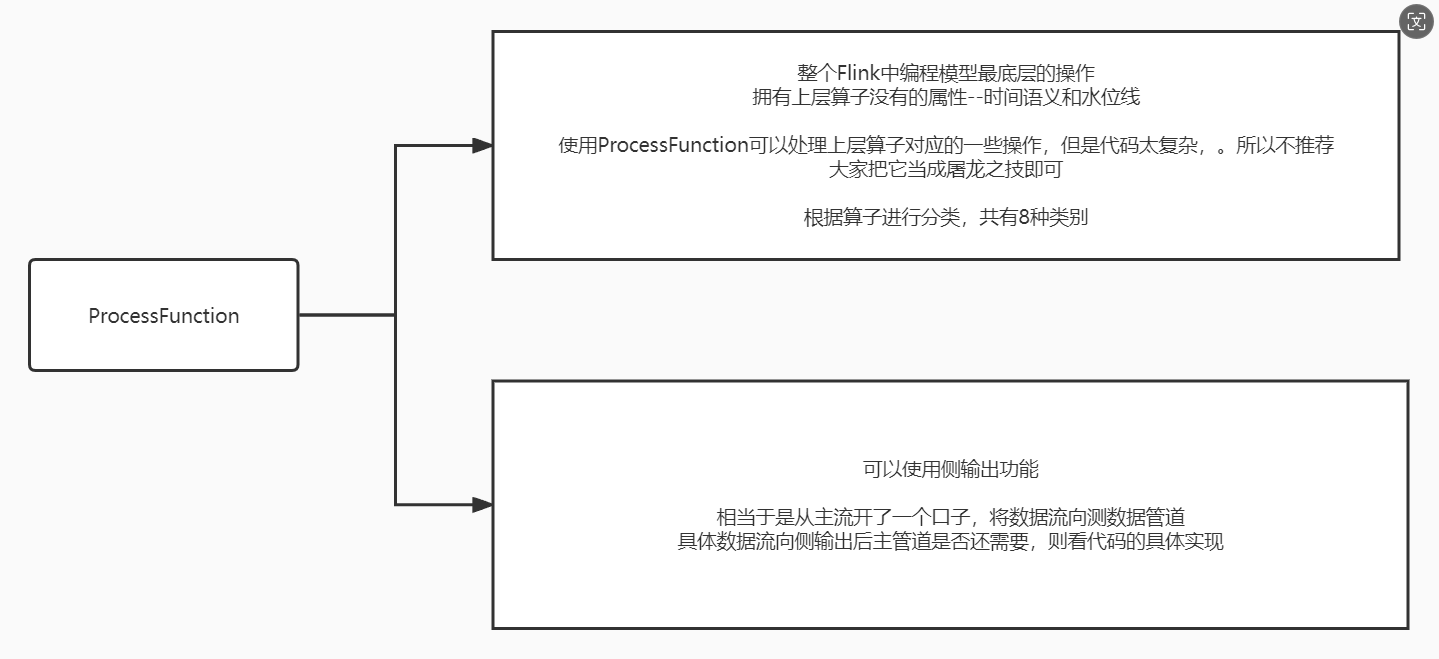 整个Flink中编程模型最底层的操作
拥有上层算子没有的属性--时间语义和水位线
使用ProcessFunction可以处理上层算子对应的一些操作，但是代码太复杂，。所以不推荐
大家把它当成屠龙之技即可
根据算子进行分类，共有8种类别
ProcessFunction
可以使用侧输出功能
相当于是从主流开了一个口子，将数据流向测数据管道
具体数据流向侧输出后主管道是否还需要，则看代码的具体实现